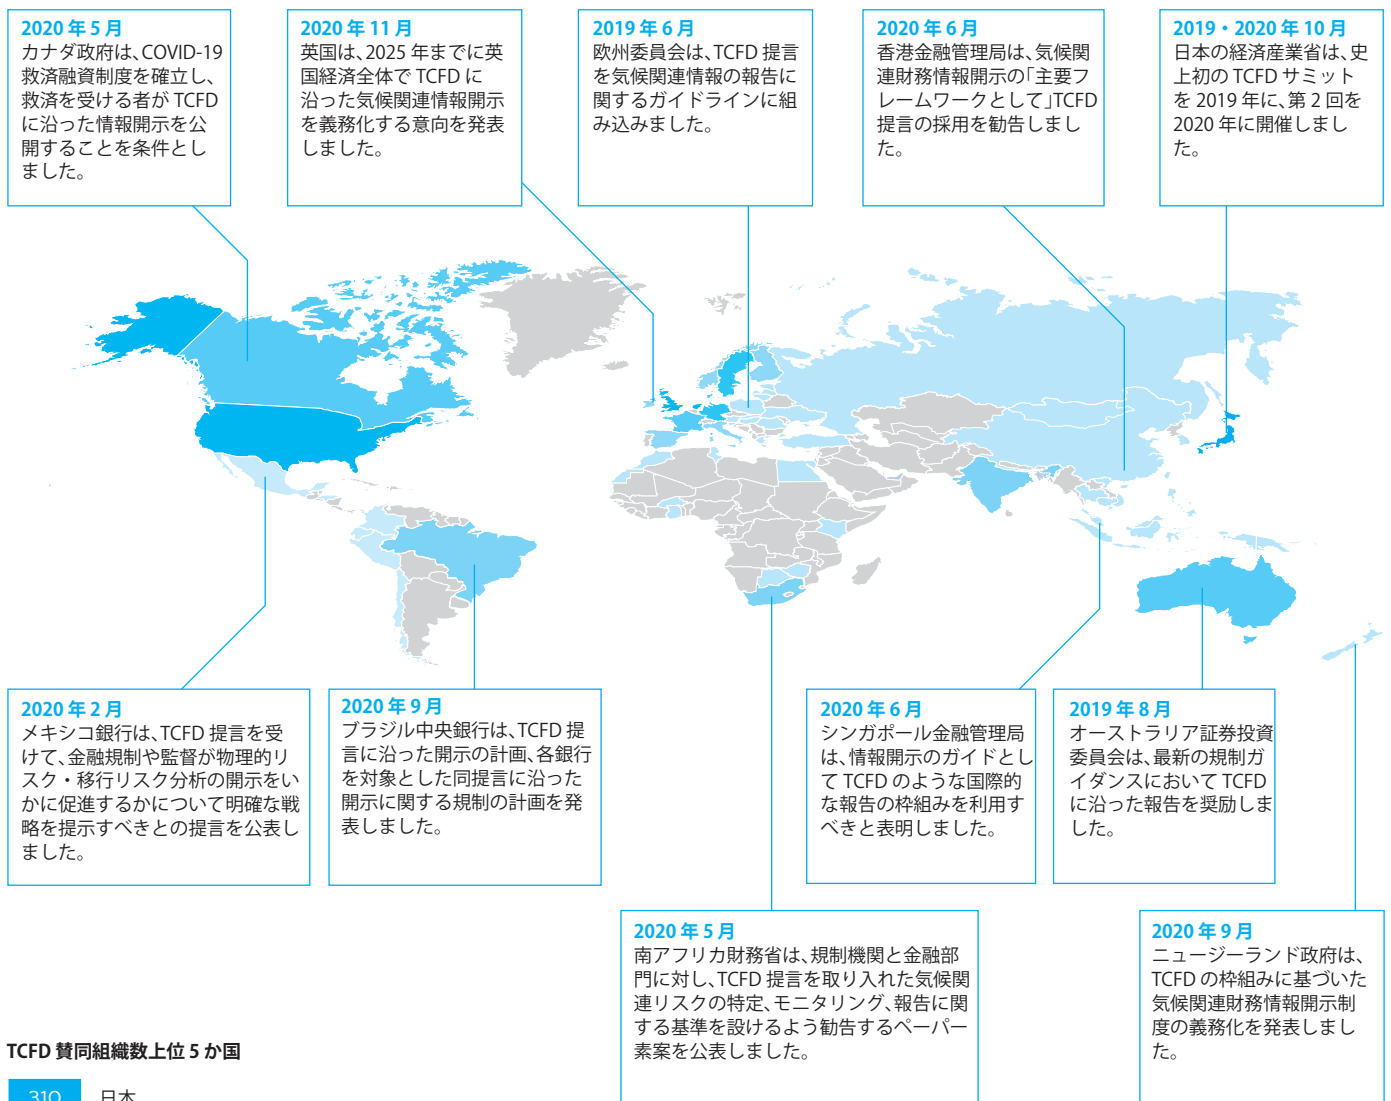 2020 年 5 月
カナダ政府は、COVID-19
救済融資制度を確立し、
救済を受ける者が TCFD
に沿った情報開示を公
開することを条件とし
ました。
2020 年 11 月
英国は、2025 年までに英
国経済全体で TCFD に
沿った気候関連情報開示
を義務化する意向を発表
しました。
2019 年 6 月
欧州委員会は、TCFD 提言
を気候関連情報の報告に
関するガイドラインに組
み込みました。
2020 年 6 月
香港金融管理局は、気候関
連財務情報開示の「主要フ
レームワークとして」TCFD
提言の採用を勧告しまし
た。
2019・2020 年 10 月
日本の経済産業省は、史
上初の TCFD サミット
を 2019 年に、第 2 回を
2020 年に開催しまし
た。
2020 年 2 月
メキシコ銀行は、TCFD 提言を受
けて、金融規制や監督が物理的リ
スク・移行リスク分析の開示をい
かに促進するかについて明確な戦
略を提示すべきとの提言を公表し
ました。
2020 年 9 月
ブラジル中央銀行は、TCFD 提
言に沿った開示の計画、各銀行
を対象とした同提言に沿った
開示に関する規制の計画を発
表しました。
2020 年 6 月
シンガポール金融管理局
は、情報開示のガイドとし
て TCFD のような国際的
な報告の枠組みを利用す
べきと表明しました。
2019 年 8 月
オーストラリア証券投資
委員会は、最新の規制ガ
イダンスにおいて TCFD
に沿った報告を奨励しま
した。
2020 年 5 月
南アフリカ財務省は、規制機関と金融部
門に対し、TCFD 提言を取り入れた気候関
連リスクの特定、モニタリング、報告に関
する基準を設けるよう勧告するペーパー
素案を公表しました。
2020 年 9 月
ニュージーランド政府は、
TCFD の枠組みに基づいた
気候関連財務情報開示制
度の義務化を発表しまし
た。
TCFD 賛同組織数上位 5 か国
310 日本